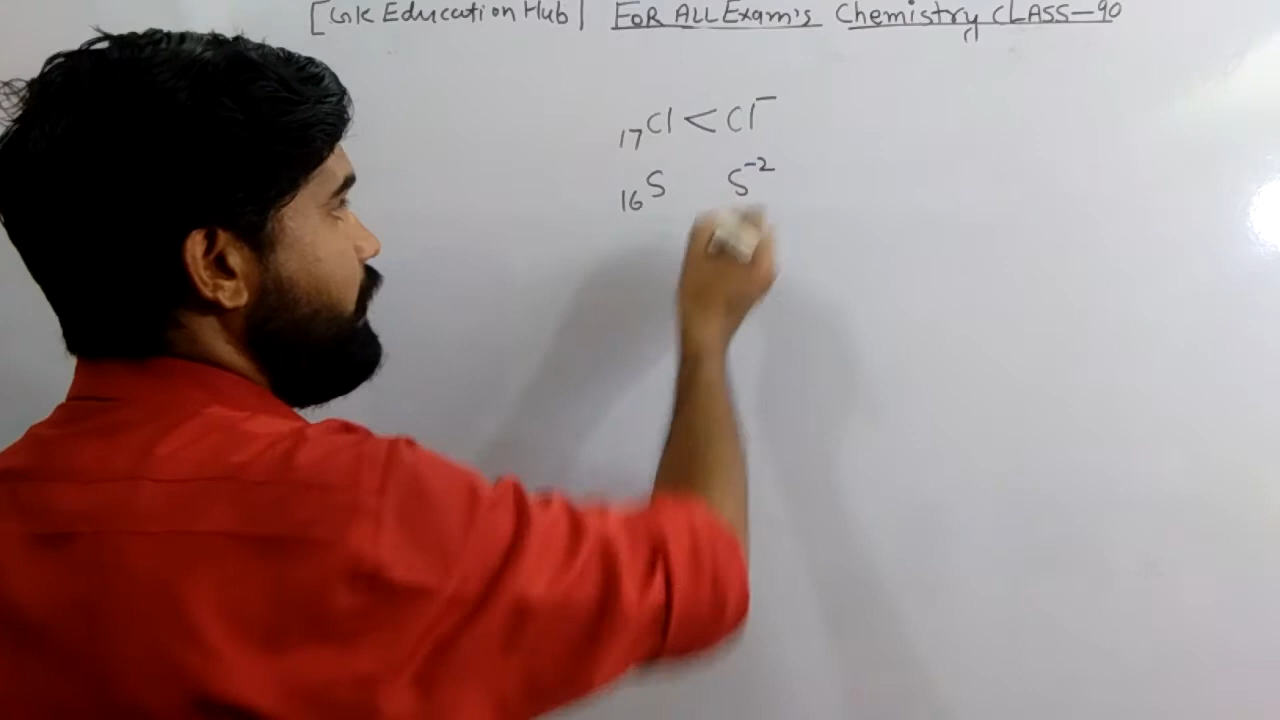 [Gk Education Hub] FOR ALL Exam's Chemistry CLASS-90
17Cl < Cl⁻
16S S⁻²